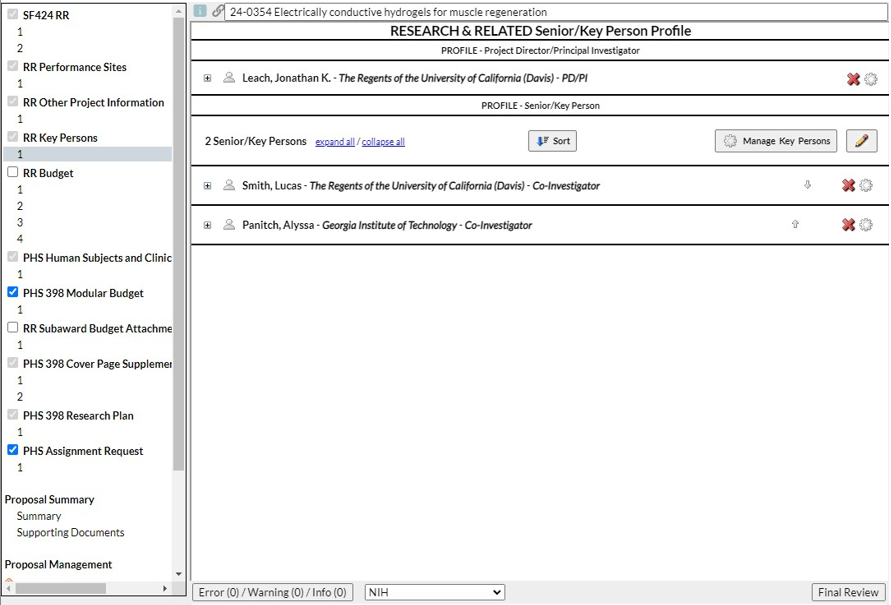 SF424 RR
1
2
RR Performance Sites
1
RR Other Project Information
1
RR Key Persons
1
RR Budget
1
2
3
4
PHS Human Subjects and Clinic
1
PHS 398 Modular Budget
1
RR Subaward Budget Attachme
1
PHS 398 Cover Page Supplemen
1
2
PHS 398 Research Plan
1
PHS Assignment Request
1
Proposal Summary
Summary
Supporting Documents
Proposal Management
24-0354 Electrically conductive hydrogels for muscle regeneration
RESEARCH & RELATED Senior/Key Person Profile
PROFILE - Project Director/Principal Investigator
Leach, Jonathan K. - The Regents of the University of California (Davis) - PD/PI
PROFILE - Senior/Key Person
2 Senior/Key Persons expand all / collapse all Sort Manage Key Persons
Smith, Lucas - The Regents of the University of California (Davis) - Co-Investigator
Panitch, Alyssa - Georgia Institute of Technology - Co-Investigator
Error (0) / Warning (0) / Info (0) NIH Final Review